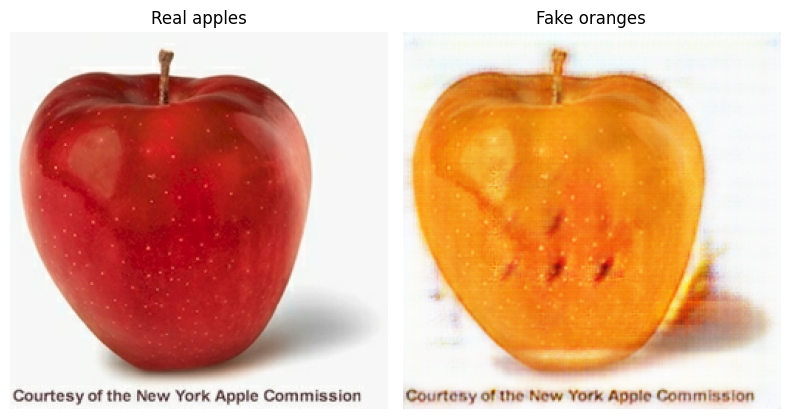 Real apples
Fake oranges
Courtesy of the New York Apple Commission
Courtesy of the New York Apple Commission